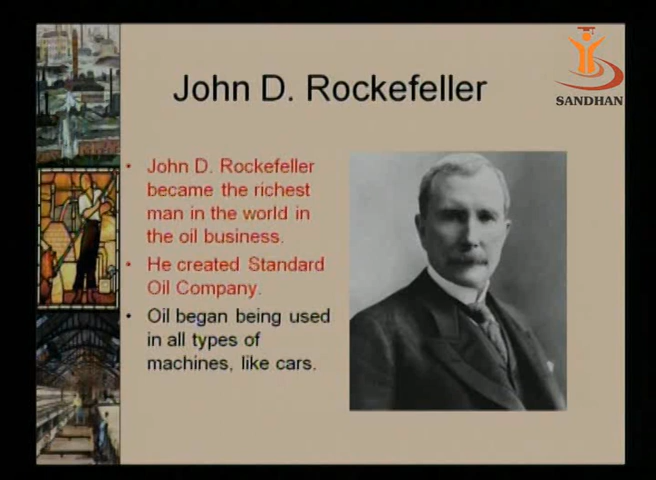 SANDHAN
John D. Rockefeller
• John D. Rockefeller
became the richest
man in the world in
the oil business.
• He created Standard
Oil Company.
• Oil began being used
in all types of
machines, like cars.